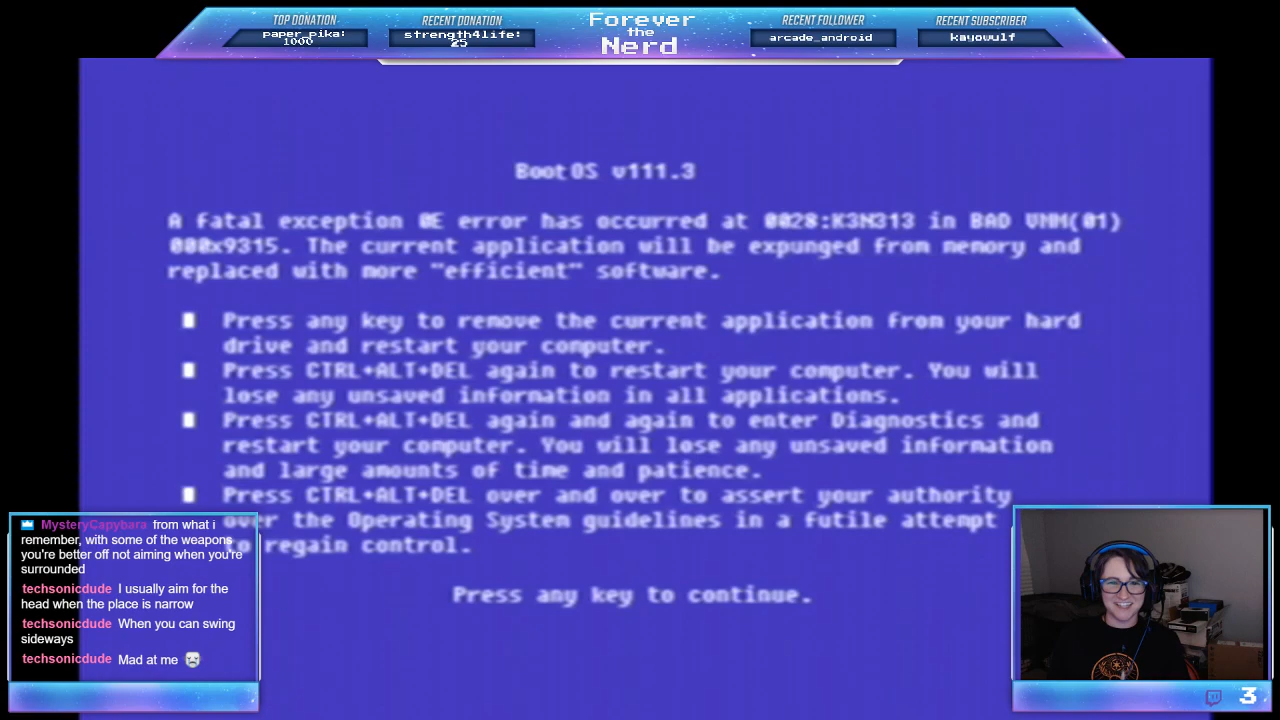 TOP DONATION
paper_pika:
1000
RECENT DONATION
strength4life:
25
Forever
the
Nerd
RECENT FOLLOWER
arcade_android
RECENT SUBSCRIBER
kayowulf
Boot OS v111.3
A fatal exception 0E error has occurred at 0028:K3N313 in BAD VMM(01)
000x9315. The current application will be expunged from memory and
replaced with more "efficient" software.
Press any key to remove the current application from your hard
drive and restart your computer.
Press CTRL+ALT+DEL again to restart your computer. You will
lose any unsaved information in all applications.
Press CTRL+ALT+DEL again and again to enter Diagnostics and
restart your computer. You will lose any unsaved information
and large amounts of time and patience.
Press CTRL+ALT+DEL over and over to assert your authority
over the Operating System guidelines in a futile attempt
to regain control.
Press any key to continue.
MysteryCapybara from what i
remember, with some of the weapons
you're better off not aiming when you're
surrounded
techsonicdude I usually aim for the
head when the place is narrow
techsonicdude When you can swing
sideways
techsonicdude Mad at me
3